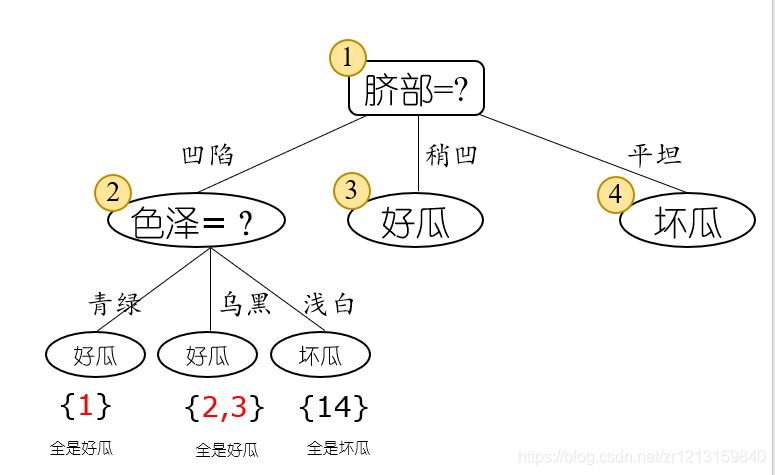 1
脐部=?
凹陷
稍凹
平坦
2
色泽= ?
3
好瓜
4
坏瓜
青绿
乌黑
浅白
好瓜
好瓜
坏瓜
{1}
{2,3}
{14}
全是好瓜
全是好瓜
全是坏瓜
https://blog.csdn.net/zr1213159840